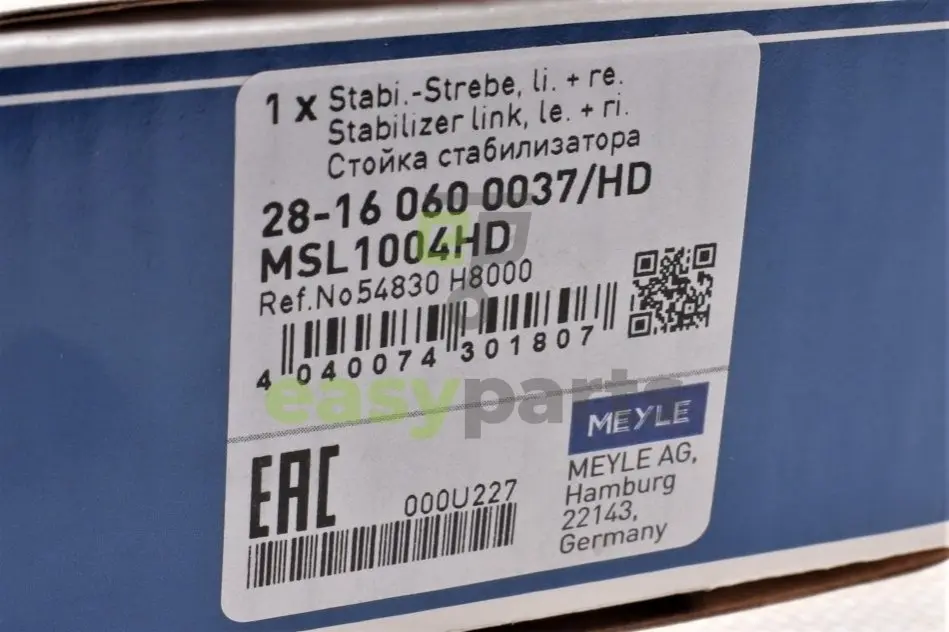 1 x Stabi.-Strebe, li. + re.
Stabilizer link, le. + ri.
Стойка стабилизатора
28-16 060 0037/HD
MSL1004HD
Ref.No54830 H8000
4 040074 301807
easyparts
EAC
000U227
MEYLE
MEYLE AG,
Hamburg
22143,
Germany